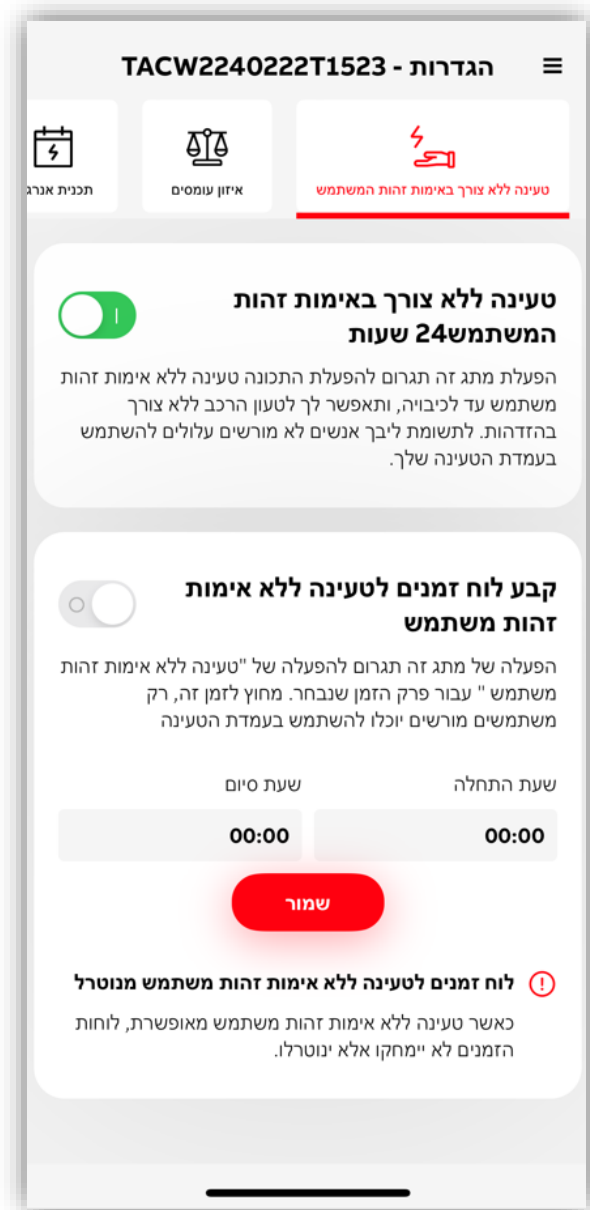 הגדרות - TACW2240222T1523
טעינה ללא צורך באימות זהות המשתמש
איזון עומסים
תכנית אנרג
טעינה ללא צורך באימות זהות
המשתמש24 שעות
הפעלת מתג זה תגרום להפעלת התכונה טעינה ללא אימות זהות
משתמש עד לכיבויה, ותאפשר לך לטעון הרכב ללא צורך
בהזדהות. לתשומת ליבך אנשים לא מורשים עלולים להשתמש
בעמדת הטעינה שלך.
קבע לוח זמנים לטעינה ללא אימות
זהות משתמש
הפעלה של מתג זה תגרום להפעלה של "טעינה ללא אימות זהות
משתמש " עבור פרק הזמן שנבחר. מחוץ לזמן זה, רק
משתמשים מורשים יוכלו להשתמש בעמדת הטעינה
שעת התחלה
שעת סיום
00:00
00:00
שמור
לוח זמנים לטעינה ללא אימות זהות משתמש מנוטרל
כאשר טעינה ללא אימות זהות משתמש מאופשרת, לוחות
הזמנים לא יימחקו אלא ינוטרלו.